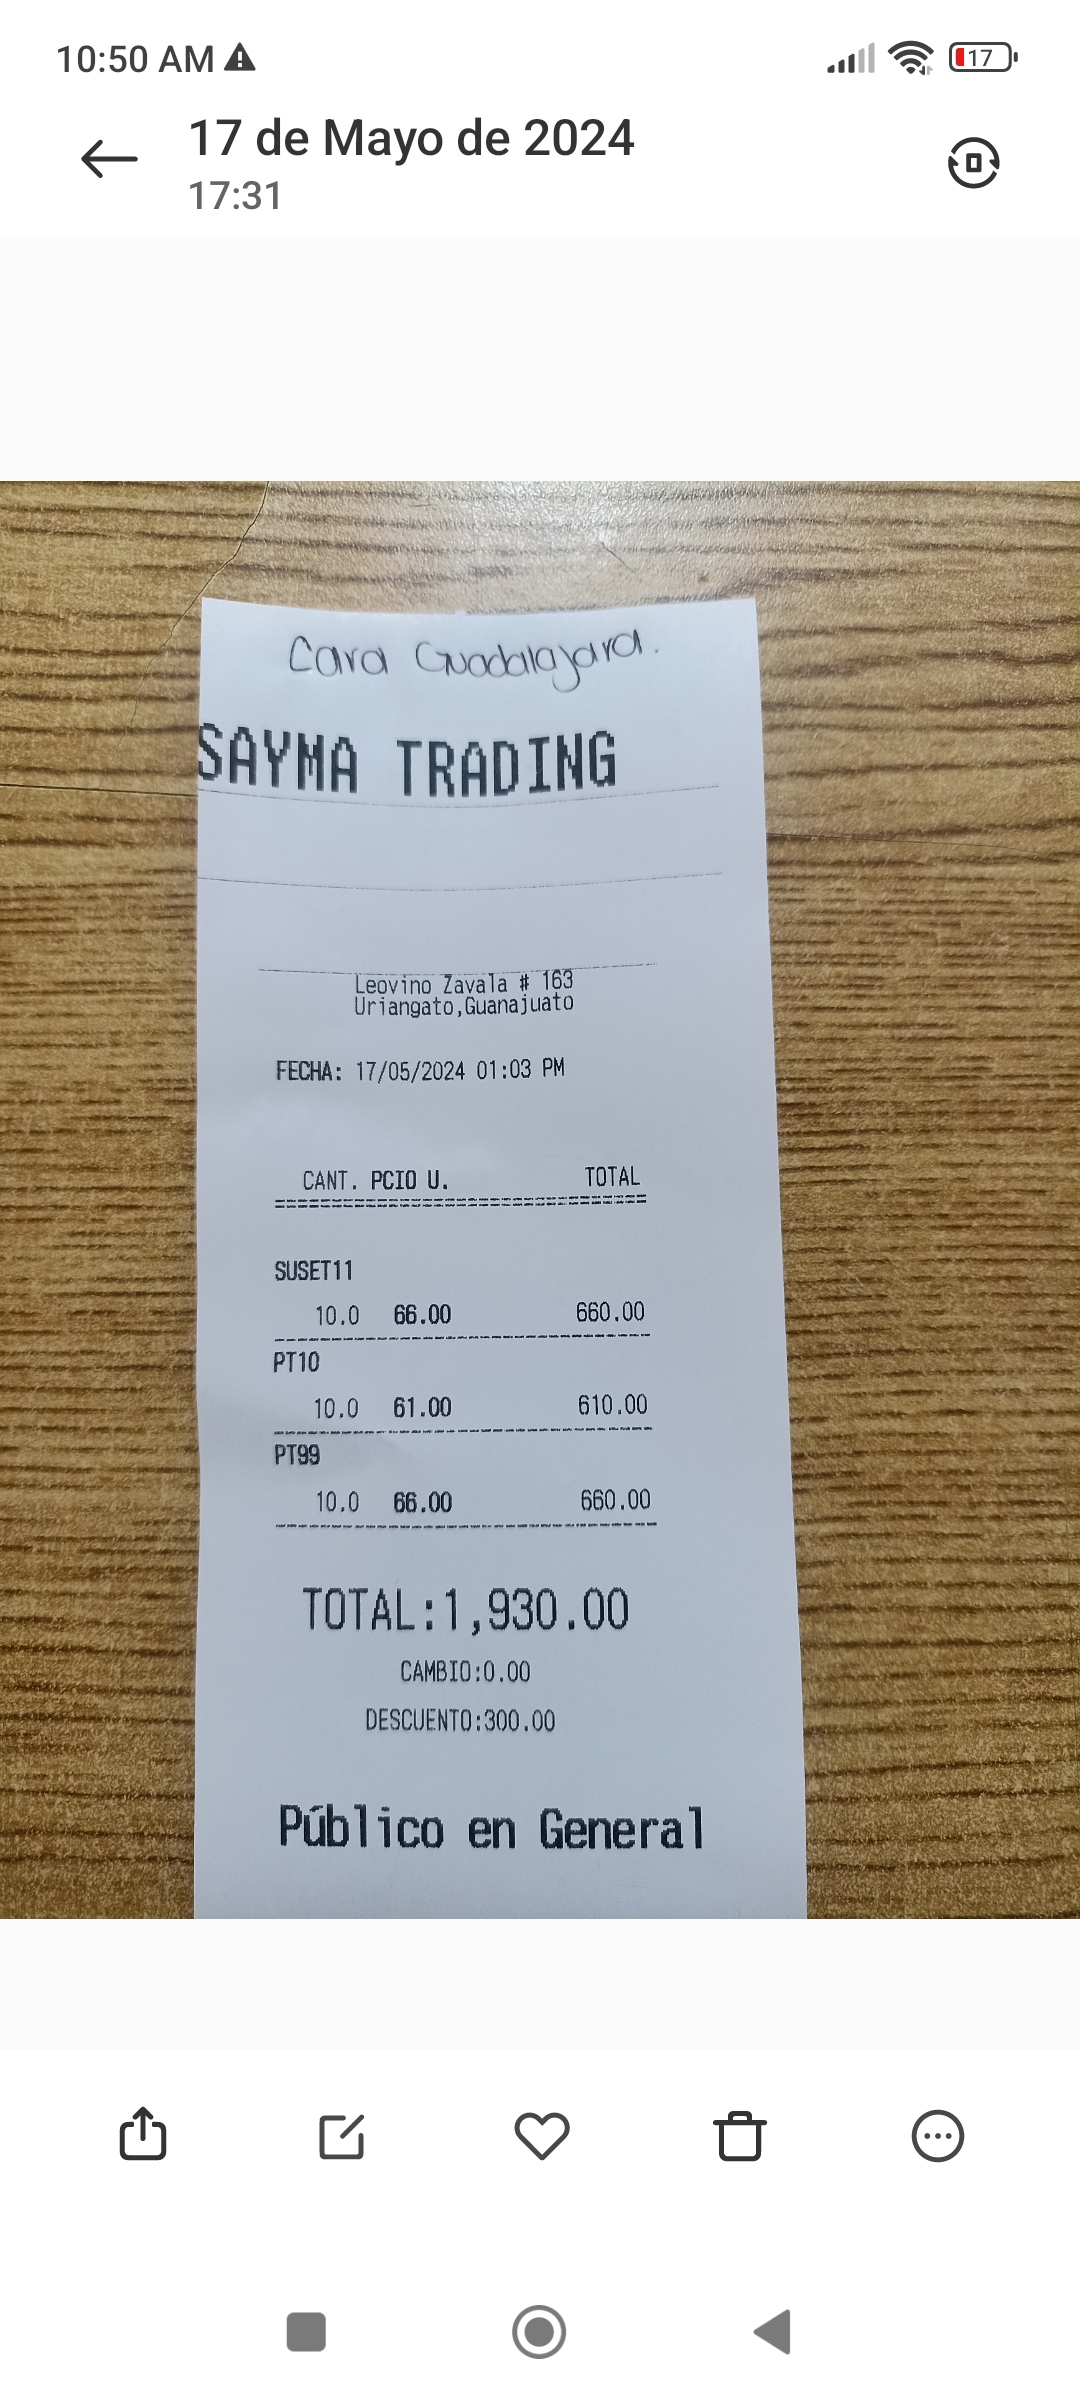 10:50 AM
17
17 de Mayo de 2024
17:31
Cara Guadalajara.
SAYMA TRADING
Leovino Zavala # 163
Uriangato,Guanajuato
FECHA: 17/05/2024 01:03 PM
CANT. PCIO U. TOTAL
SUSET11
10.0 66.00 660.00
PT10
10.0 61.00 610.00
PT99
10.0 66.00 660.00
TOTAL:1,930.00
CAMBIO:0.00
DESCUENTO:300.00
Público en General